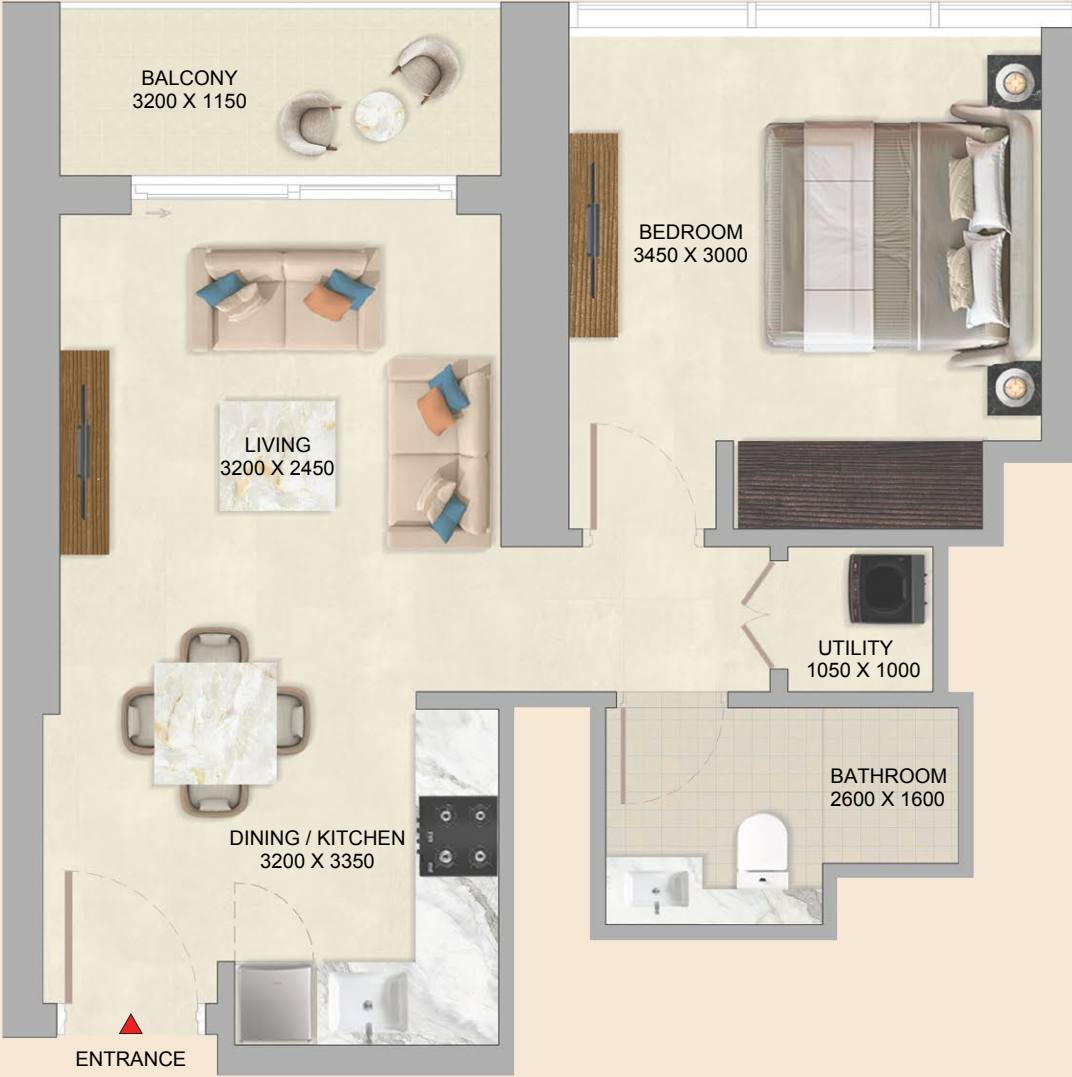 BALCONY
3200 X 1150
BEDROOM
3450 X 3000
LIVING
3200 X 2450
UTILITY
1050 X 1000
BATHROOM
2600 X 1600
DINING / KITCHEN
3200 X 3350
ENTRANCE